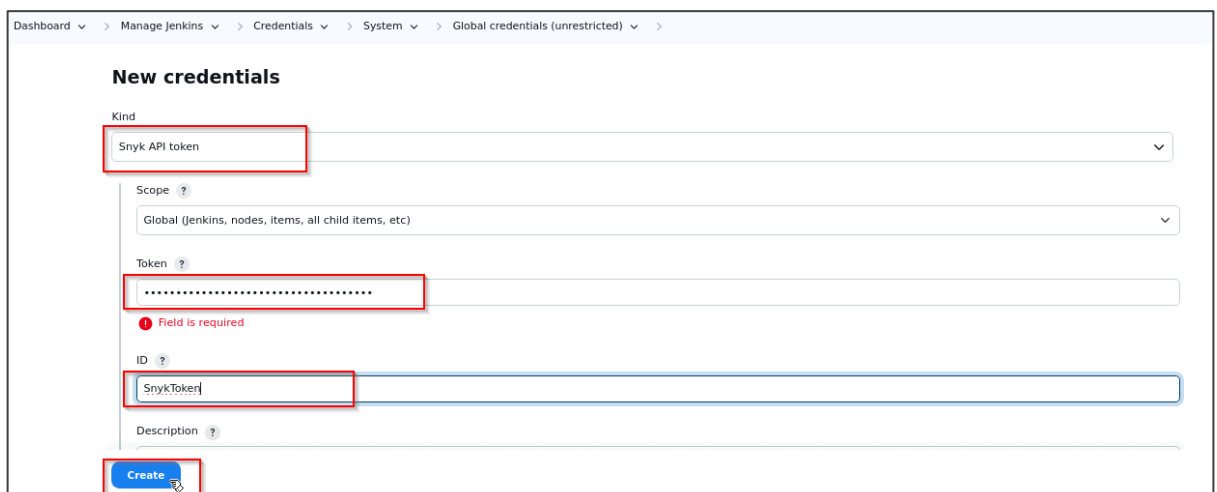 Dashboard > Manage Jenkins > Credentials > System > Global credentials (unrestricted) >
New credentials
Kind
Snyk API token
Scope ?
Global (Jenkins, nodes, items, all child items, etc)
Token ?
••••••••••••••••••••••••••••••••••••
! Field is required
ID ?
SnykToken
Description ?
Create